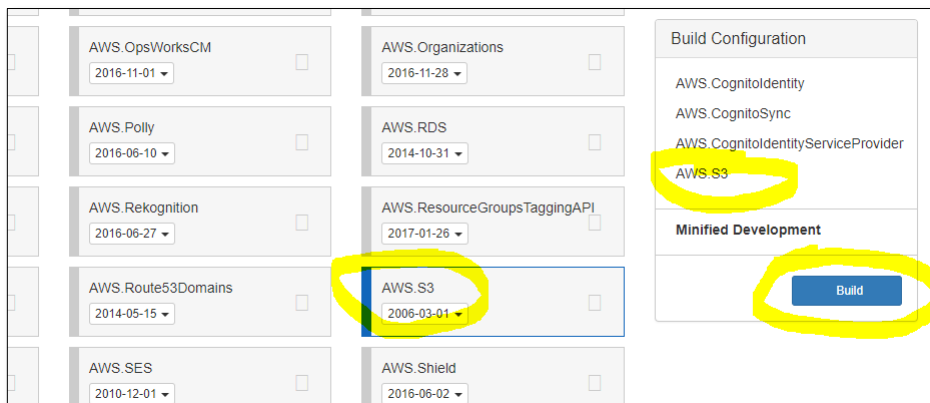 AWS.OpsWorksCM
2016-11-01
AWS.Organizations
2016-11-28
AWS.Polly
2016-06-10
AWS.RDS
2014-10-31
AWS.Rekognition
2016-06-27
AWS.ResourceGroupsTaggingAPI
2017-01-26
AWS.Route53Domains
2014-05-15
AWS.S3
2006-03-01
AWS.SES
2010-12-01
AWS.Shield
2016-06-02
Build Configuration
AWS.CognitoIdentity
AWS.CognitoSync
AWS.CognitoIdentityServiceProvider
AWS.S3
Minified Development
Build